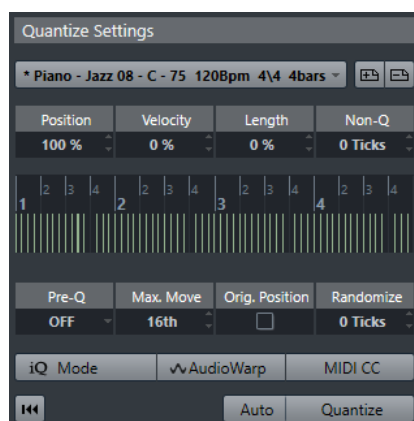 Quantize Settings
* Piano - Jazz 08 - C - 75 120Bpm 4\4 4bars
Position Velocity Length Non-Q
100 % 0 % 0 % 0 Ticks
1 2 3 4 2 2 3 4 3 2 3 4 4 2 3 4
Pre-Q Max. Move Orig. Position Randomize
OFF 16th 0 Ticks
iQ Mode AudioWarp MIDI CC
Auto Quantize